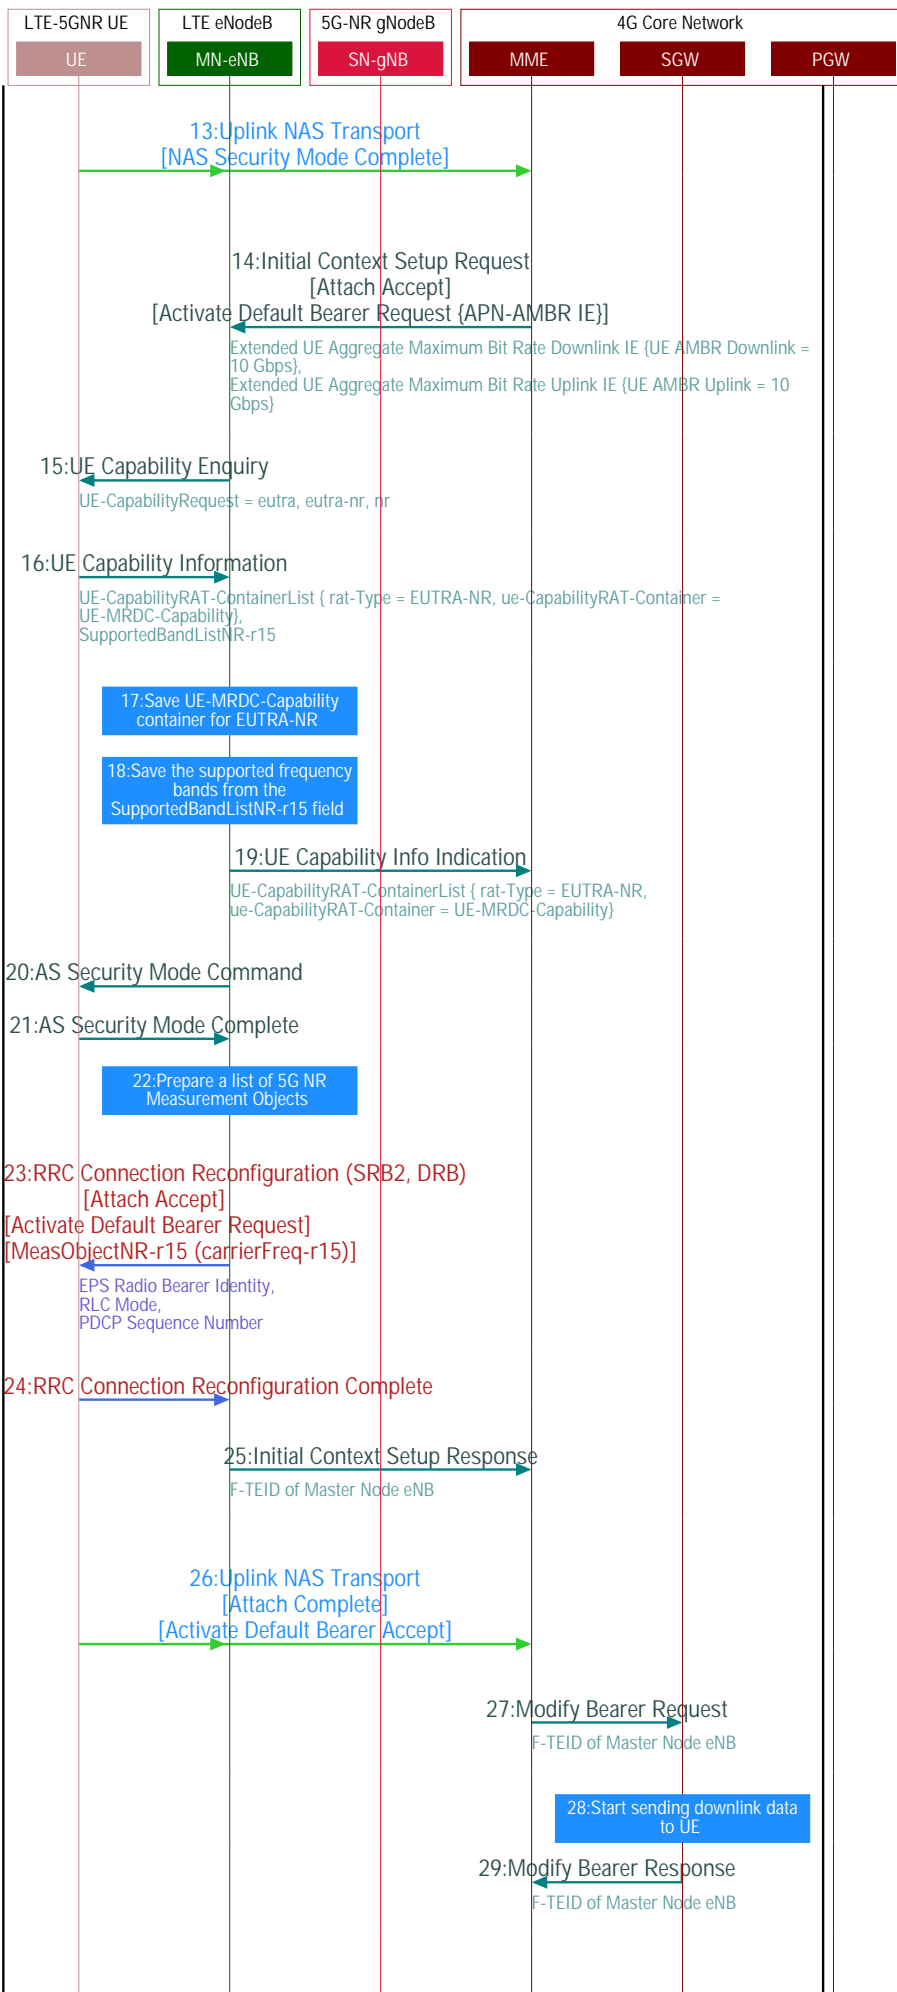 LTE-5GNR UE
LTE eNodeB
5G-NR gNodeB
4G Core Network
UE
MN-eNB
SN-gNB
MME
SGW
PGW
13:Uplink NAS Transport
[NAS Security Mode Complete]
14:Initial Context Setup Request
[Attach Accept]
[Activate Default Bearer Request {APN-AMBR IE}]
Extended UE Aggregate Maximum Bit Rate Downlink IE {UE AMBR Downlink =
10 Gbps},
Extended UE Aggregate Maximum Bit Rate Uplink IE {UE AMBR Uplink = 10
Gbps}
15:UE Capability Enquiry
UE-CapabilityRequest = eutra, eutra-nr, nr
16:UE Capability Information
UE-CapabilityRAT-ContainerList { rat-Type = EUTRA-NR, ue-CapabilityRAT-Container =
UE-MRDC-Capability},
SupportedBandListNR-r15
17:Save UE-MRDC-Capability
container for EUTRA-NR
18:Save the supported frequency
bands from the
SupportedBandListNR-r15 field
19:UE Capability Info Indication
UE-CapabilityRAT-ContainerList { rat-Type = EUTRA-NR,
ue-CapabilityRAT-Container = UE-MRDC-Capability}
20:AS Security Mode Command
21:AS Security Mode Complete
22:Prepare a list of 5G NR
Measurement Objects
23:RRC Connection Reconfiguration (SRB2, DRB)
[Attach Accept]
[Activate Default Bearer Request]
[MeasObjectNR-r15 (carrierFreq-r15)]
EPS Radio Bearer Identity,
RLC Mode,
PDCP Sequence Number
24:RRC Connection Reconfiguration Complete
25:Initial Context Setup Response
F-TEID of Master Node eNB
26:Uplink NAS Transport
[Attach Complete]
[Activate Default Bearer Accept]
27:Modify Bearer Request
F-TEID of Master Node eNB
28:Start sending downlink data
to UE
29:Modify Bearer Response
F-TEID of Master Node eNB